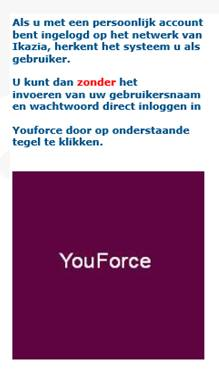 Als u met een persoonlijk account
bent ingelogd op het netwerk van
Ikazia, herkent het systeem u als
gebruiker.
U kunt dan zonder het
invoeren van uw gebruikersnaam
en wachtwoord direct inloggen in
Youforce door op onderstaande
tegel te klikken.
YouForce